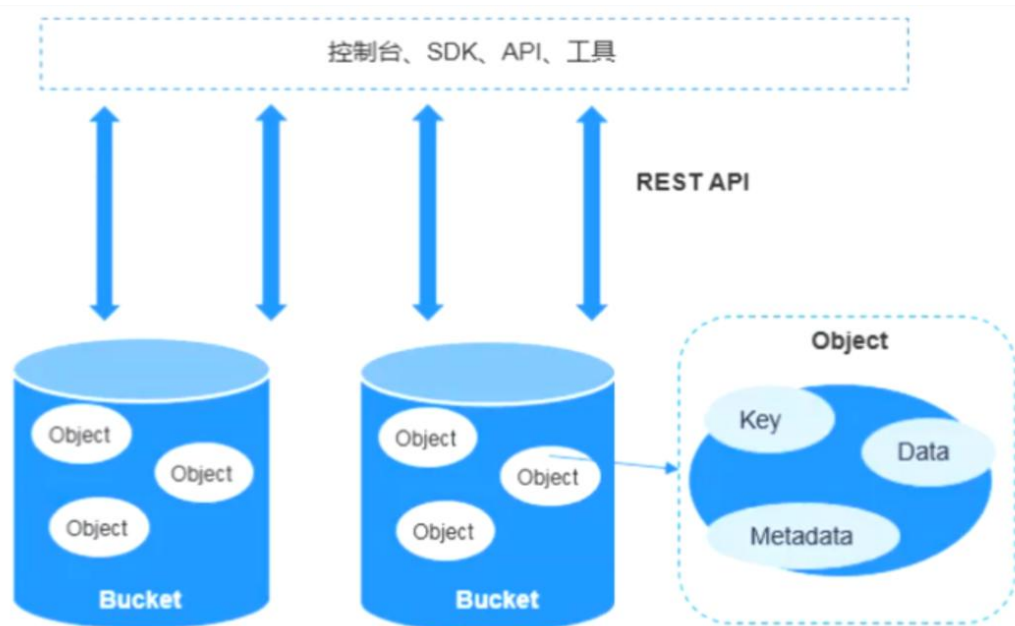 控制台、SDK、API、工具
REST API
Object
Object
Object
Object
Bucket
Object
Object
Object
Bucket
Key
Data
Metadata